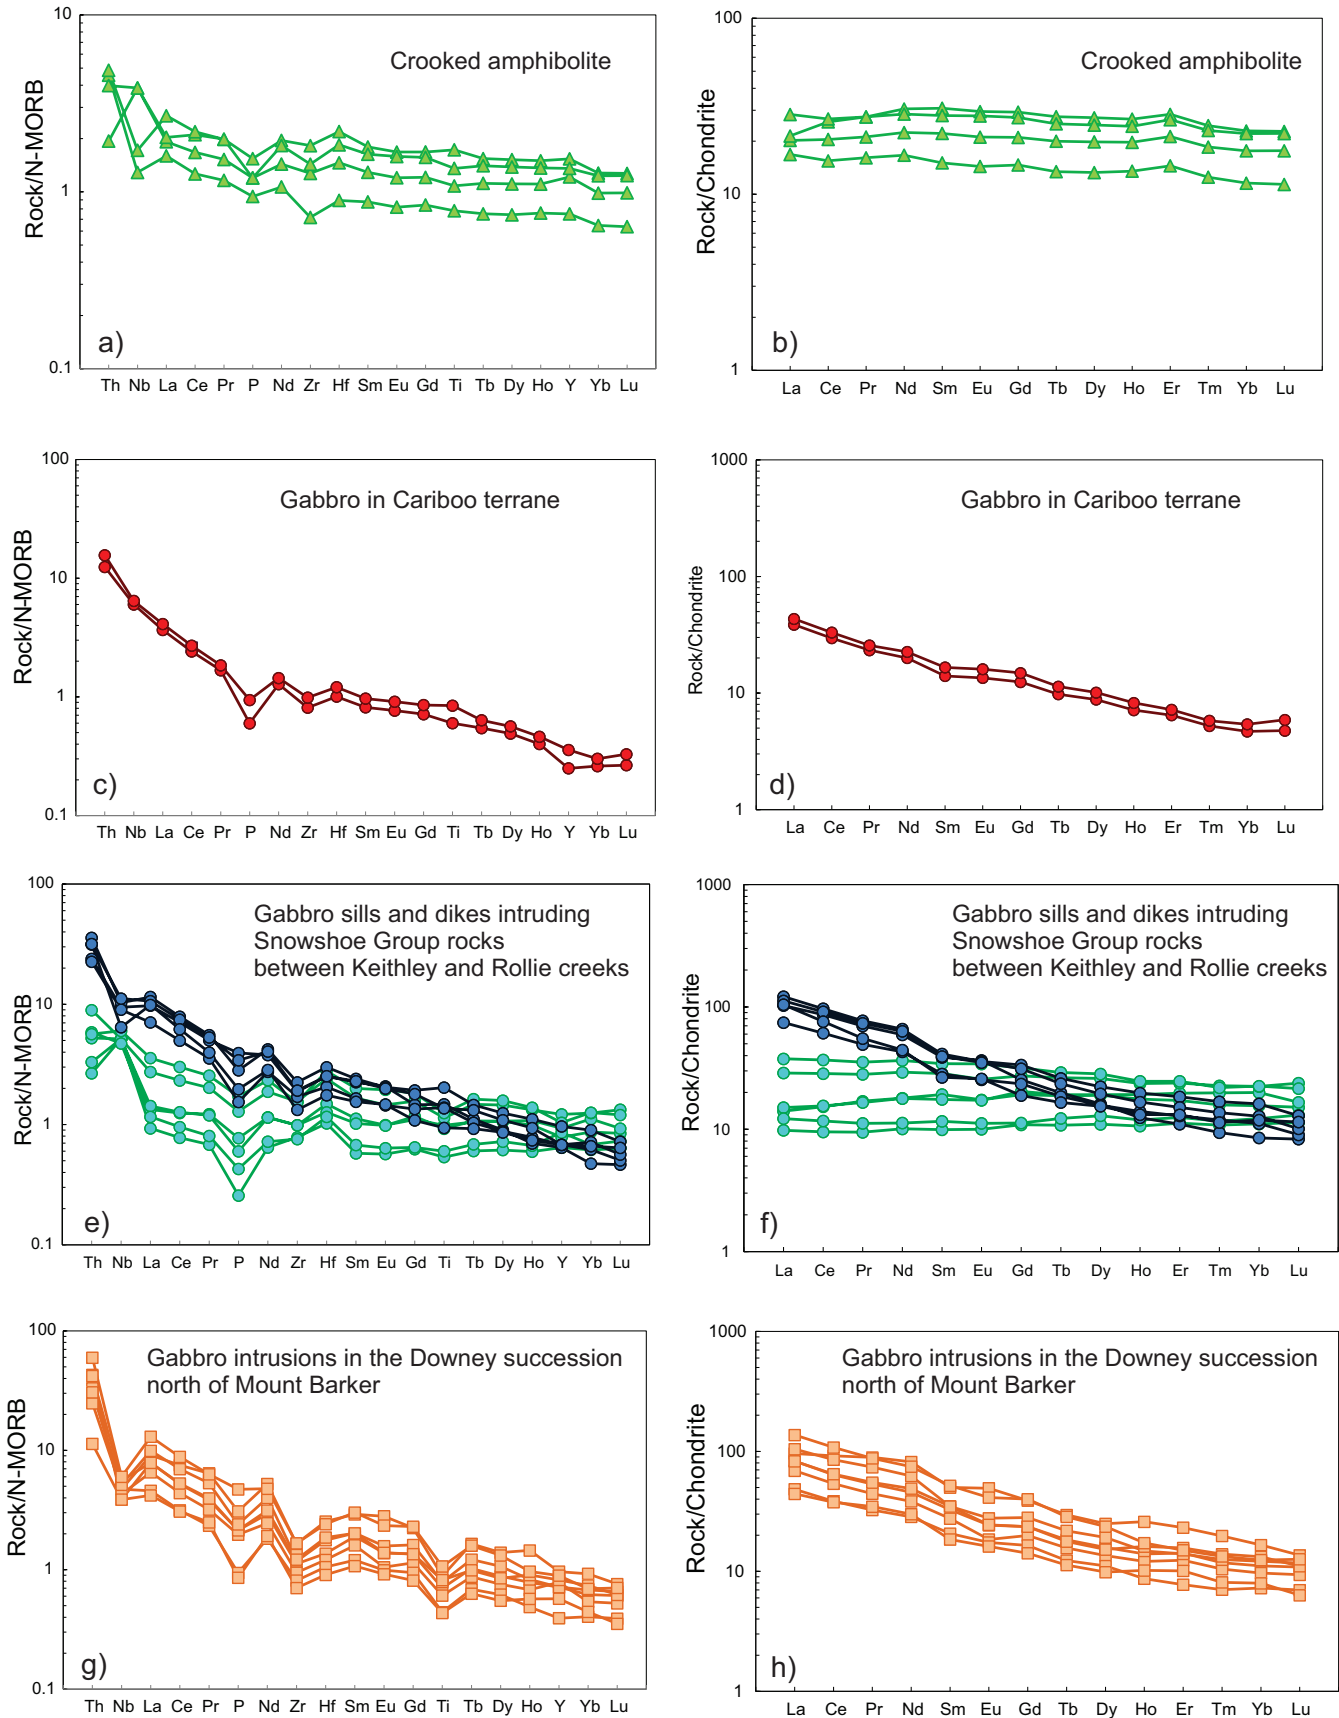 10
Crooked amphibolite
Rock/N-MORB
1
a)
0.1
Th Nb La Ce Pr P Nd Zr Hf Sm Eu Gd Ti Tb Dy Ho Y Yb Lu
100
Crooked amphibolite
Rock/Chondrite
10
b)
1
La Ce Pr Nd Sm Eu Gd Tb Dy Ho Er Tm Yb Lu
100
Gabbro in Cariboo terrane
Rock/N-MORB
10
1
c)
0.1
Th Nb La Ce Pr P Nd Zr Hf Sm Eu Gd Ti Tb Dy Ho Y Yb Lu
1000
Gabbro in Cariboo terrane
100
Rock/Chondrite
10
d)
1
La Ce Pr Nd Sm Eu Gd Tb Dy Ho Er Tm Yb Lu
100
Gabbro sills and dikes intruding
Snowshoe Group rocks
between Keithley and Rollie creeks
Rock/N-MORB
10
1
e)
0.1
Th Nb La Ce Pr P Nd Zr Hf Sm Eu Gd Ti Tb Dy Ho Y Yb Lu
1000
Gabbro sills and dikes intruding
Snowshoe Group rocks
between Keithley and Rollie creeks
100
Rock/Chondrite
10
f)
1
La Ce Pr Nd Sm Eu Gd Tb Dy Ho Er Tm Yb Lu
100
Gabbro intrusions in the Downey succession
north of Mount Barker
Rock/N-MORB
10
1
g)
0.1
Th Nb La Ce Pr P Nd Zr Hf Sm Eu Gd Ti Tb Dy Ho Y Yb Lu
1000
Gabbro intrusions in the Downey succession
north of Mount Barker
100
Rock/Chondrite
10
h)
1
La Ce Pr Nd Sm Eu Gd Tb Dy Ho Er Tm Yb Lu